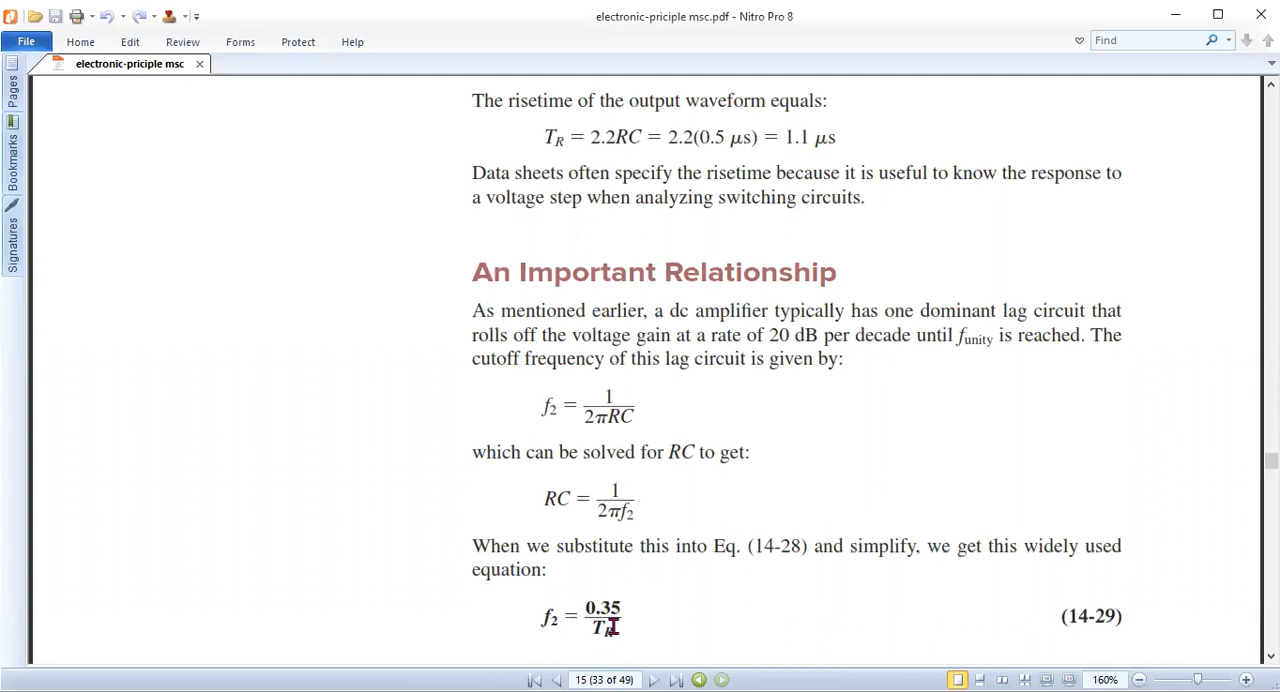 electronic-priciple msc.pdf - Nitro Pro 8
File Home Edit Review Forms Protect Help Find
electronic-priciple msc
Pages
Bookmarks
Signatures
The risetime of the output waveform equals:
T_R = 2.2RC = 2.2(0.5 μs) = 1.1 μs
Data sheets often specify the risetime because it is useful to know the response to
a voltage step when analyzing switching circuits.
An Important Relationship
As mentioned earlier, a dc amplifier typically has one dominant lag circuit that
rolls off the voltage gain at a rate of 20 dB per decade until f_unity is reached. The
cutoff frequency of this lag circuit is given by:
f₂ = 1/2πRC
which can be solved for RC to get:
RC = 1/2πf₂
When we substitute this into Eq. (14-28) and simplify, we get this widely used
equation:
f₂ = 0.35/T_R (14-29)
15 (33 of 49) 160%